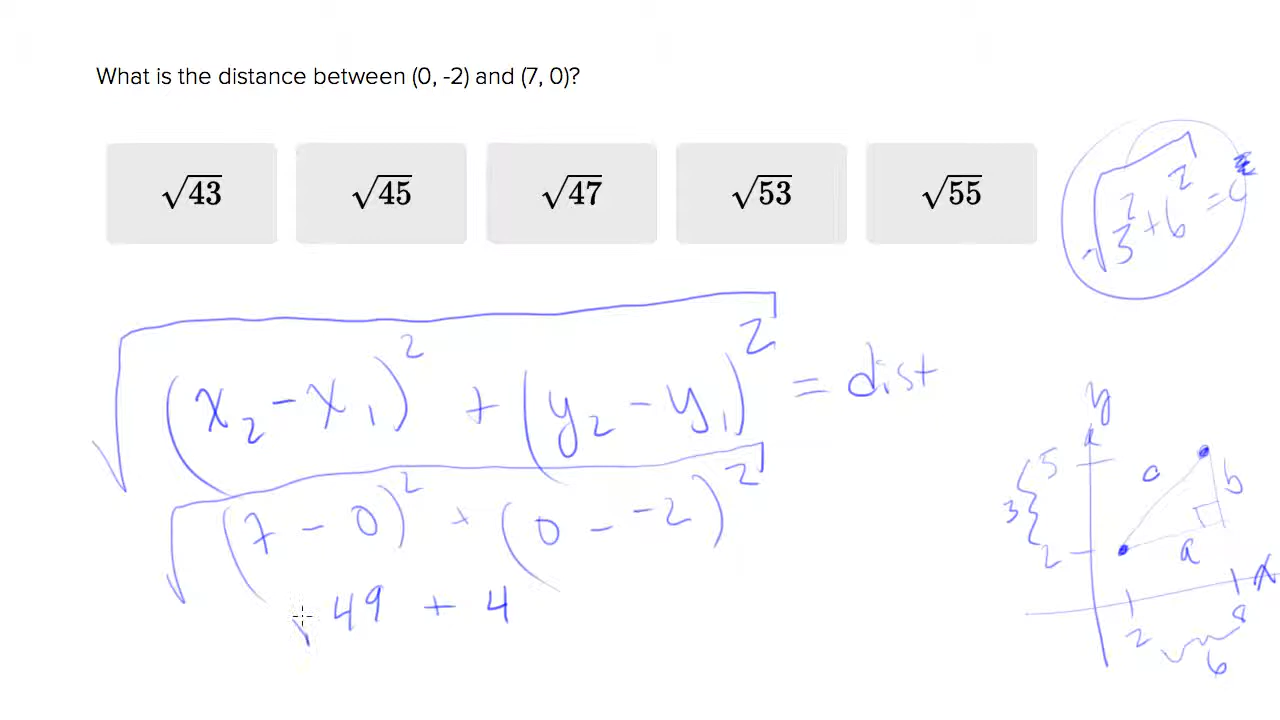 What is the distance between (0, -2) and (7, 0)?
√43 √45 √47 √53 √55
√(3² + 6²) = c
√((x₂ - x₁)² + (y₂ - y₁)²) = dist
√((7 - 0)² + (0 - -2)²)
√49 + 4
y
5
c
b
3
2
a
x
2
8
6